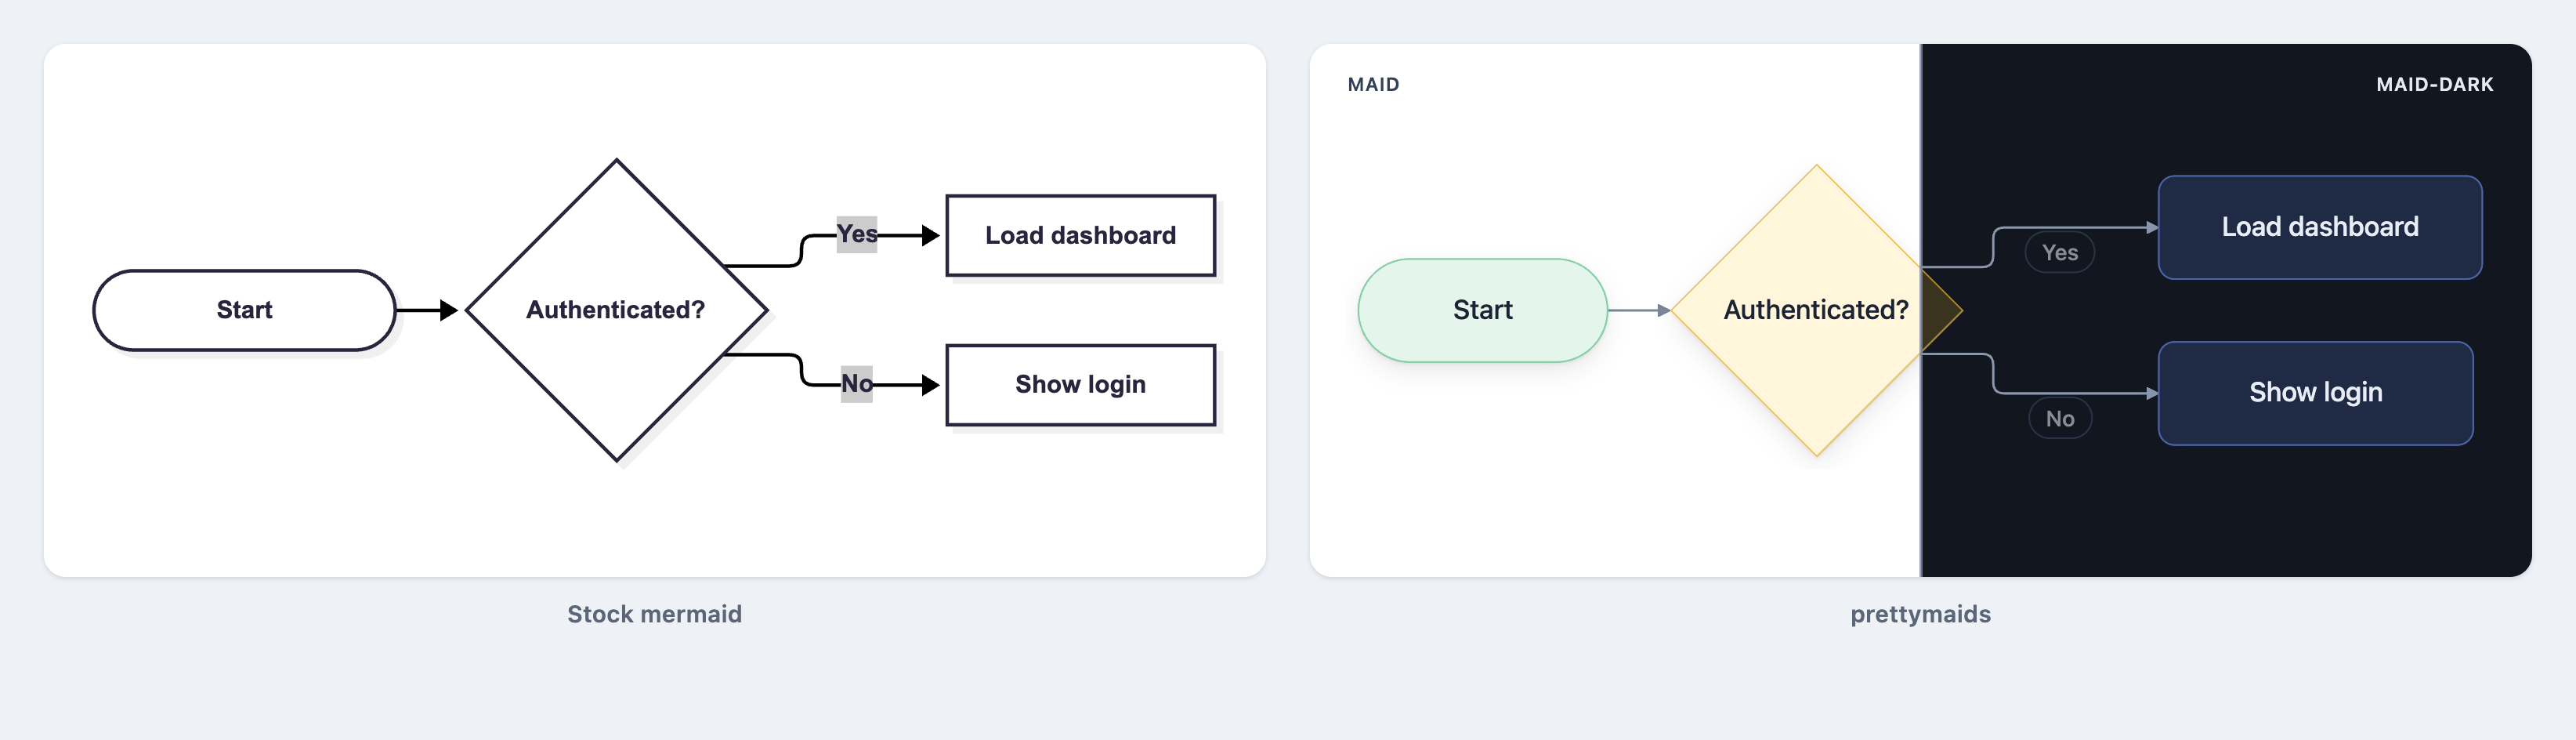 Start
Authenticated?
Yes
Load dashboard
No
Show login
Stock mermaid
MAID
MAID-DARK
Start
Authenticated?
Yes
Load dashboard
No
Show login
prettymaids